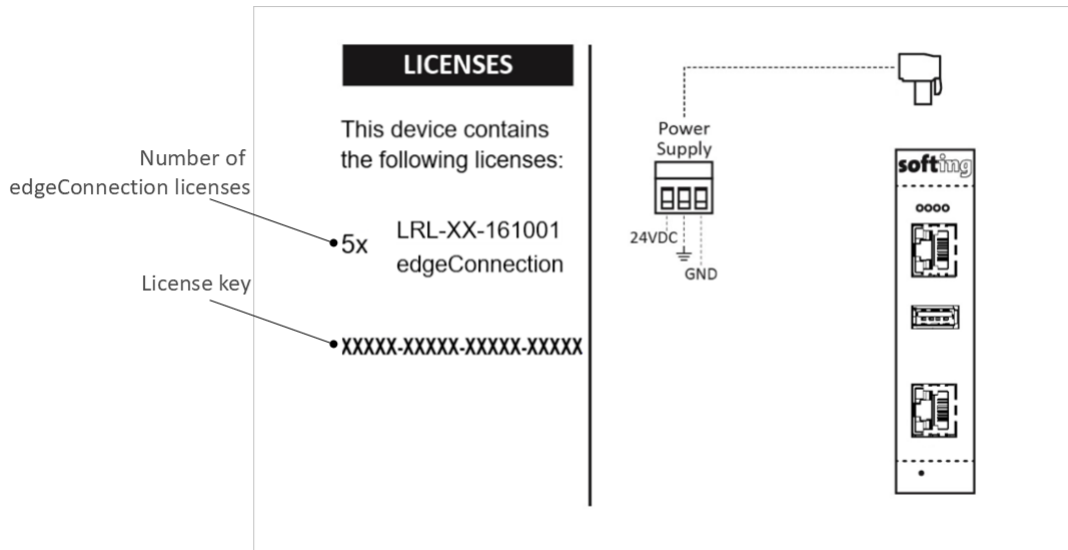 LICENSES
This device contains
the following licenses:
Number of
edgeConnection licenses
5x LRL-XX-161001
edgeConnection
License key
XXXXX-XXXXX-XXXXX-XXXXX
Power
Supply
24VDC
GND
softing